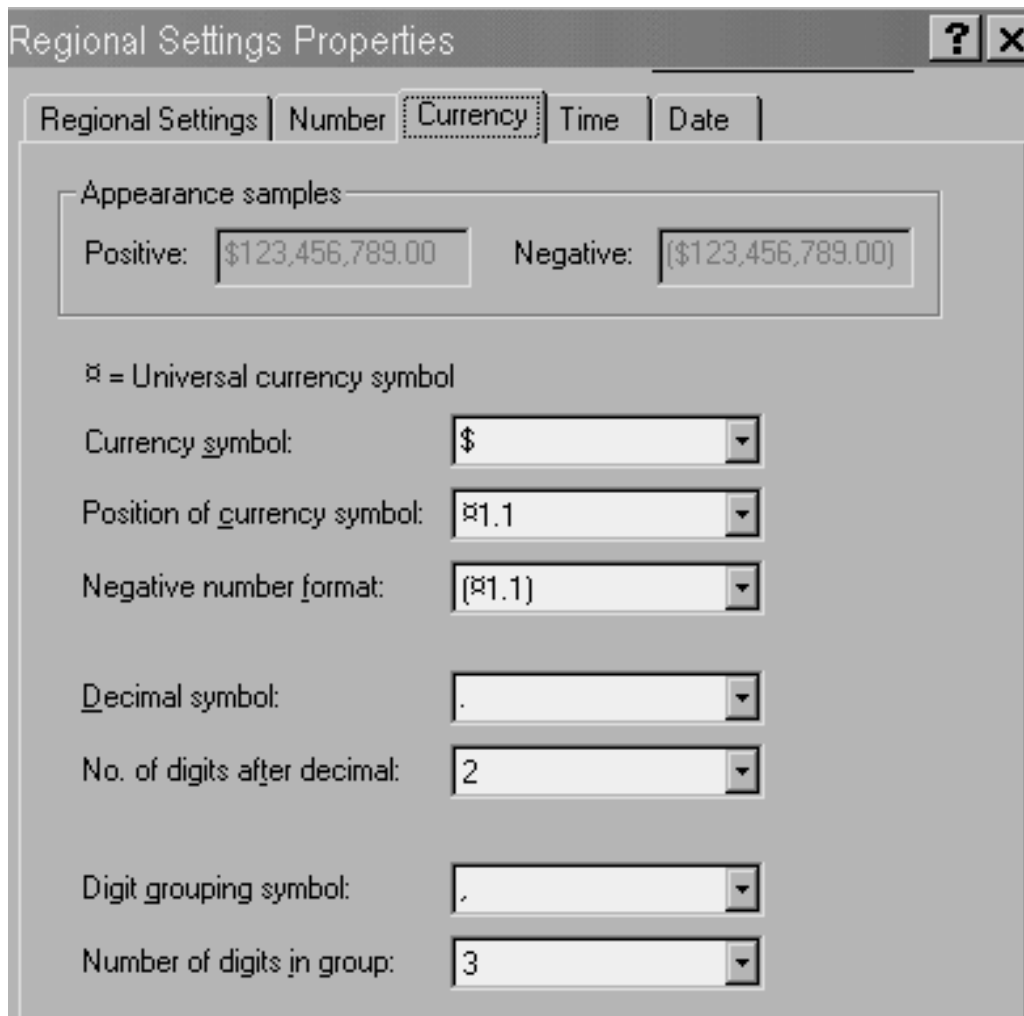 Regional Settings Properties ? ×
Regional Settings Number Currency Time Date
Appearance samples
Positive: $123,456,789.00 Negative: ($123,456,789.00)
¤ = Universal currency symbol
Currency symbol: $
Position of currency symbol: ¤1.1
Negative number format: (¤1.1)
Decimal symbol: .
No. of digits after decimal: 2
Digit grouping symbol: ,
Number of digits in group: 3